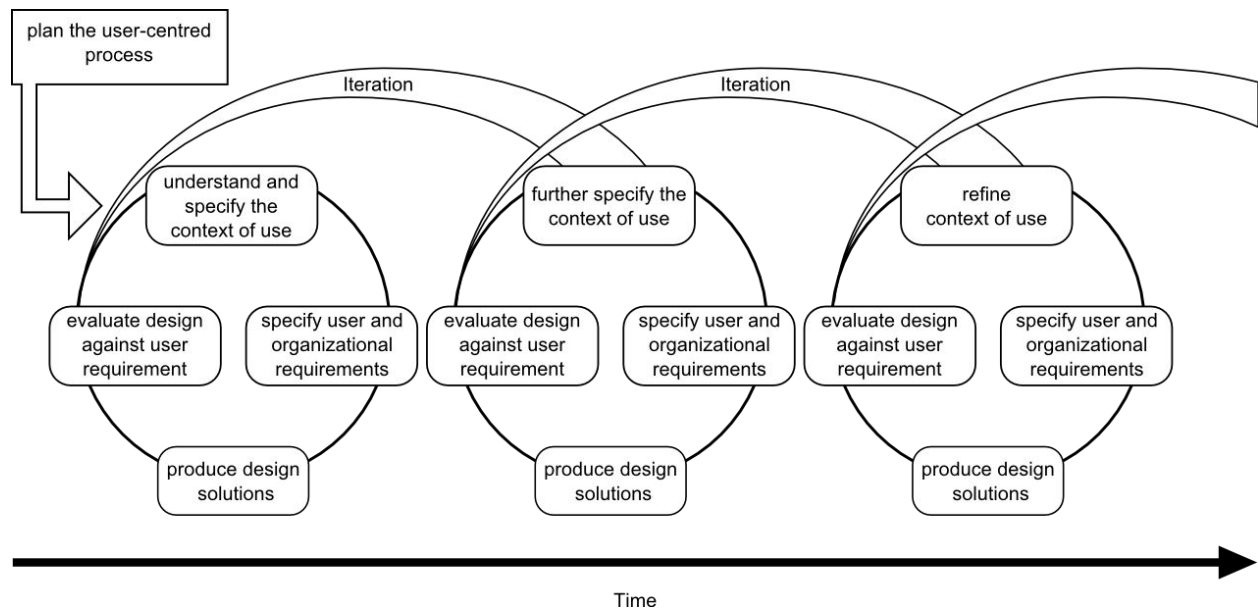 plan the user-centred
process
Iteration
Iteration
understand and
specify the
context of use
further specify the
context of use
refine
context of use
evaluate design
against user
requirement
specify user and
organizational
requirements
evaluate design
against user
requirement
specify user and
organizational
requirements
evaluate design
against user
requirement
specify user and
organizational
requirements
produce design
solutions
produce design
solutions
produce design
solutions
Time